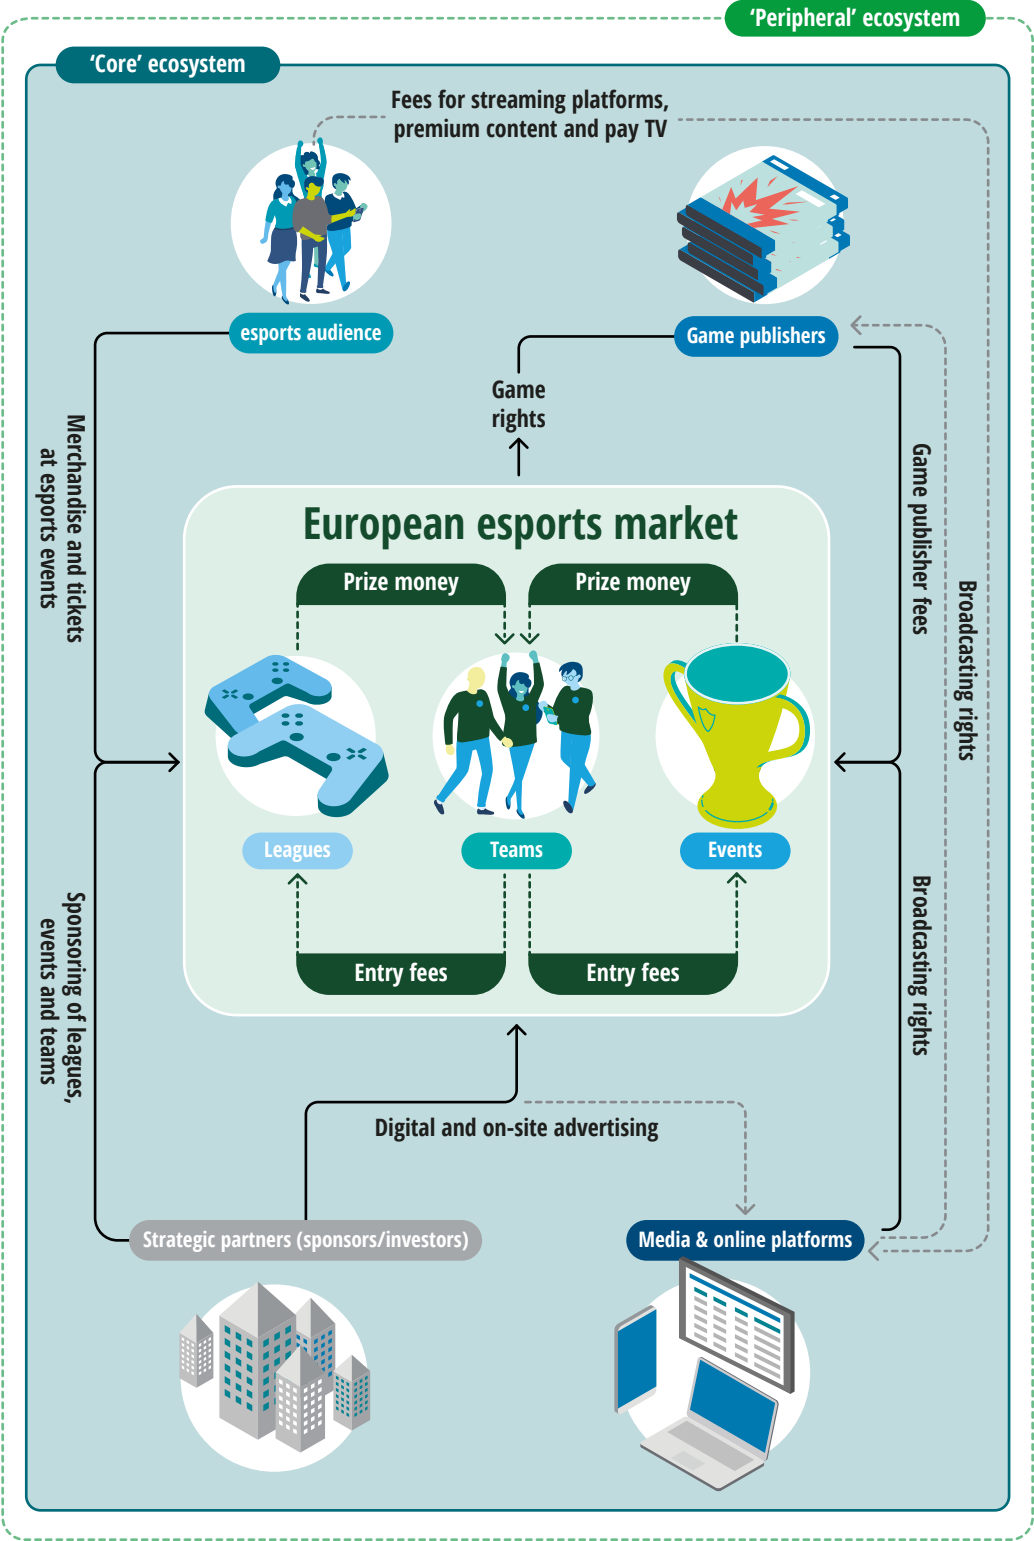 ‘Peripheral’ ecosystem
‘Core’ ecosystem
Fees for streaming platforms,
premium content and pay TV
esports audience
Game publishers
Game
rights
Merchandise and tickets
at esports events
Game publisher fees
Broadcasting rights
European esports market
Prize money
Prize money
Leagues
Teams
Events
Entry fees
Entry fees
Sponsoring of leagues,
events and teams
Broadcasting rights
Digital and on-site advertising
Strategic partners (sponsors/investors)
Media & online platforms